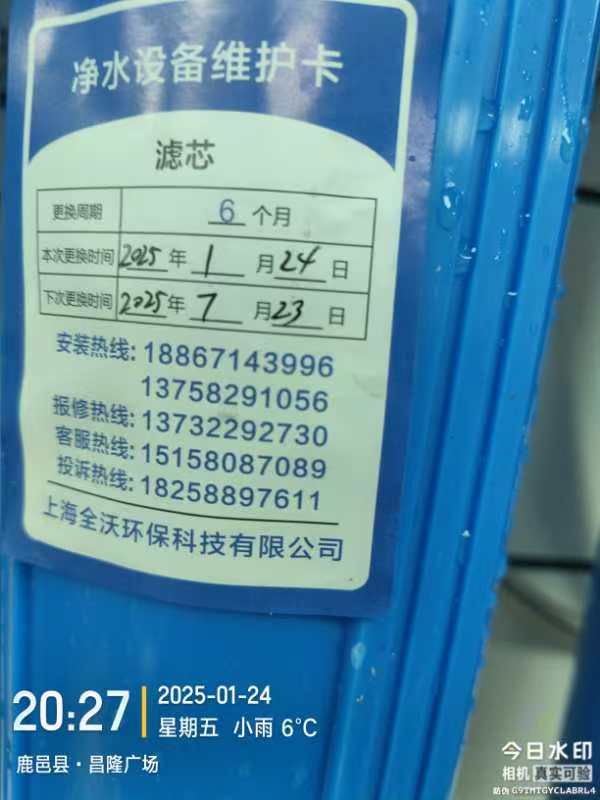 净水设备维护卡
滤芯
更换周期 6 个月
本次更换时间 2025 年 1 月 24 日
下次更换时间 2025 年 7 月 23 日
安装热线: 18867143996
13758291056
报修热线: 13732292730
客服热线: 15158087089
投诉热线: 18258897611
上海全沃环保科技有限公司
20:27
2025-01-24
星期五 小雨 6°C
鹿邑县·昌隆广场
今日水印
相机 真实可验
防伪 G9TMTGYCLABRL4